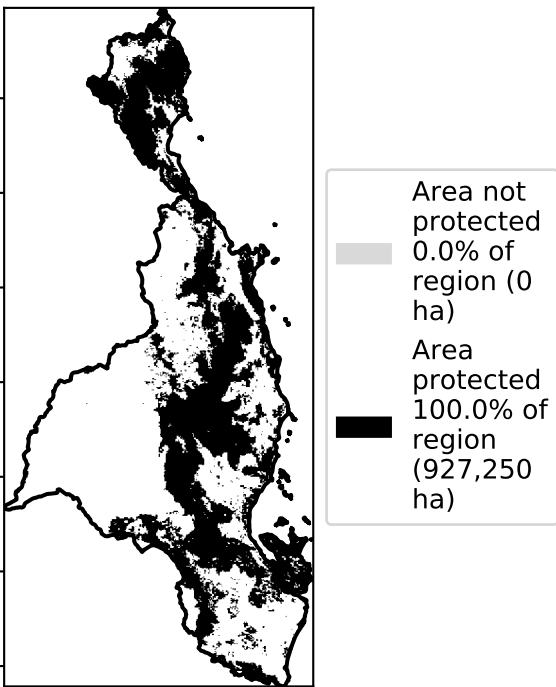 Area not
protected
0.0% of
region (0
ha)
Area
protected
100.0% of
region
(927,250
ha)